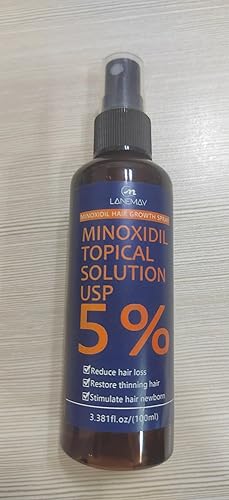 LANEMAY
MINOXIDIL HAIR GROWTH SPRAY
MINOXIDIL
TOPICAL
SOLUTION
USP
5%
Reduce hair loss
Restore thinning hair
Stimulate hair newborn
3.381fl.oz/(100ml)